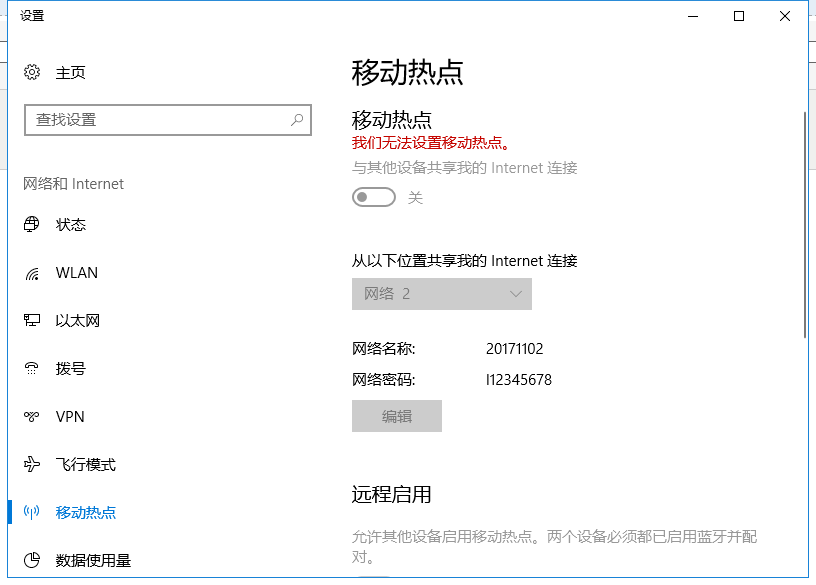 设置
主页
查找设置
网络和 Internet
状态
WLAN
以太网
拨号
VPN
飞行模式
移动热点
数据使用量
移动热点
移动热点
我们无法设置移动热点。
与其他设备共享我的 Internet 连接
关
从以下位置共享我的 Internet 连接
网络 2
网络名称: 20171102
网络密码: l12345678
编辑
远程启用
允许其他设备启用移动热点。两个设备必须都已启用蓝牙并配
对。